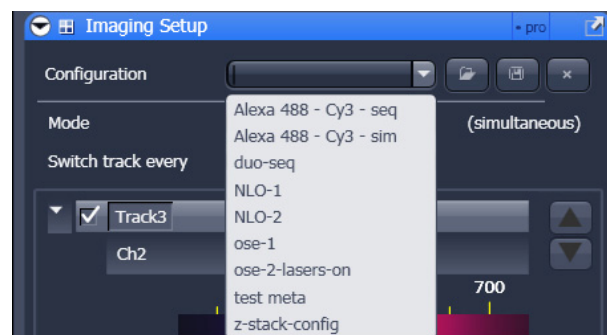 Imaging Setup
• pro
Configuration
Mode
(simultaneous)
Switch track every
Alexa 488 - Cy3 - seq
Alexa 488 - Cy3 - sim
duo-seq
NLO-1
NLO-2
ose-1
ose-2-lasers-on
test meta
z-stack-config
Track3
Ch2
700